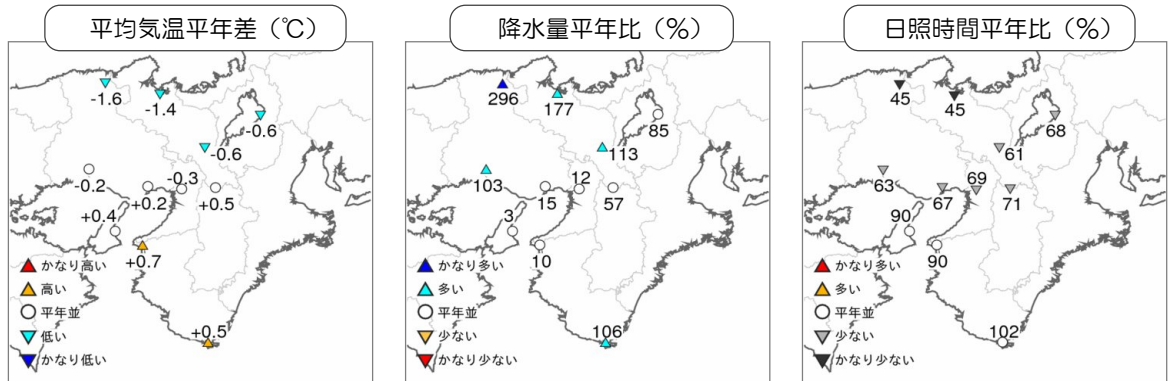 平均気温平年差（℃）
-1.6
-1.4
-0.6
-0.6
-0.2
-0.3
+0.2
+0.5
+0.4
+0.7
+0.5
かなり高い
高い
平年並
低い
かなり低い
降水量平年比（%）
296
177
85
113
103
12
15
57
3
10
106
かなり多い
多い
平年並
少ない
かなり少ない
日照時間平年比（%）
45
45
68
61
63
69
67
71
90
90
102
かなり多い
多い
平年並
少ない
かなり少ない